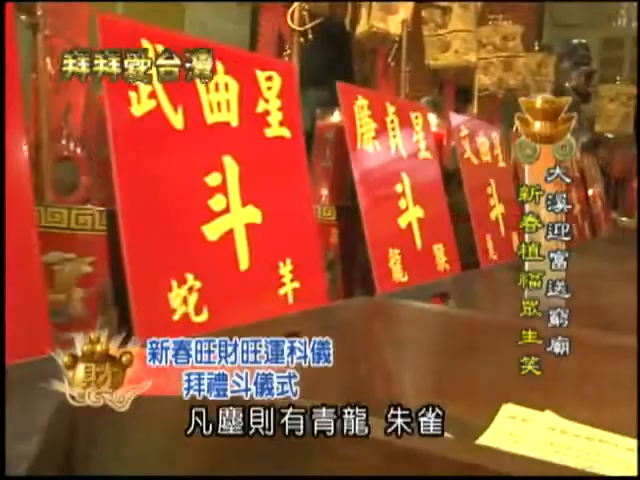 拜拜愛台灣
武曲星
斗
蛇 羊
廉貞星
斗
龍 猴
文曲星
斗
大溪迎富送窮廟
新春植福眾生笑
財
新春旺財旺運科儀
拜禮斗儀式
凡塵則有青龍 朱雀